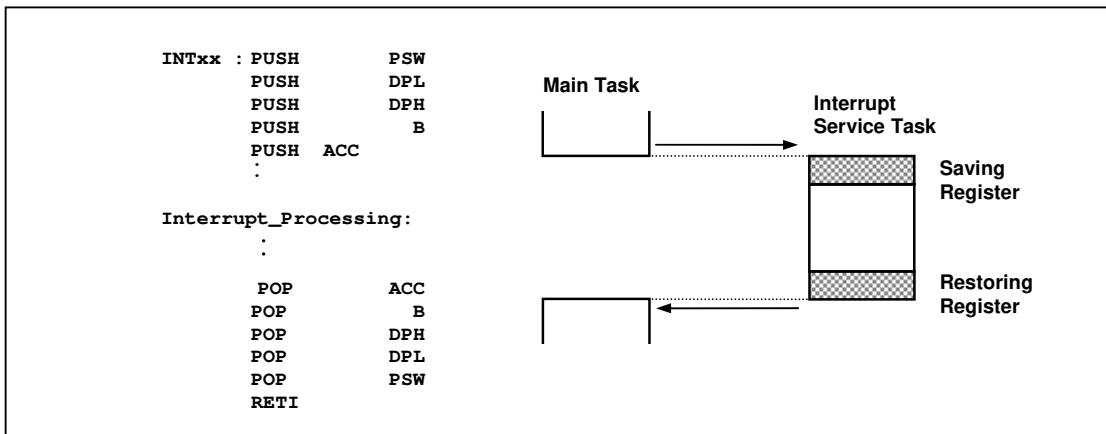 INTxx : PUSH PSW
PUSH DPL
PUSH DPH
PUSH B
PUSH ACC
:
Interrupt_Processing:
:
:
POP ACC
POP B
POP DPH
POP DPL
POP PSW
RETI
Main Task
Interrupt
Service Task
Saving
Register
Restoring
Register